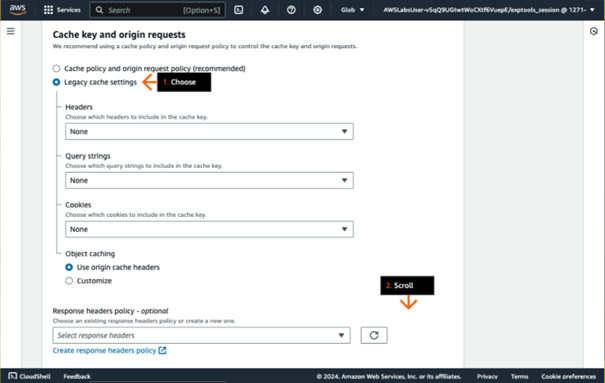 aws
Services
Search
[Option+S]
Glob
AWSLabsUser-vSqQ9UGtwtWoCXtf6VuepE/exptools_session @ 1271-
Cache key and origin requests
We recommend using a cache policy and origin request policy to control the cache key and origin requests.
Cache policy and origin request policy (recommended)
Legacy cache settings
1. Choose
Headers
Choose which headers to include in the cache key.
None
Query strings
Choose which query strings to include in the cache key.
None
Cookies
Choose which cookies to include in the cache key.
None
Object caching
Use origin cache headers
Customize
2. Scroll
Response headers policy - optional
Choose an existing response headers policy or create a new one.
Select response headers
Create response headers policy
CloudShell
Feedback
© 2024, Amazon Web Services, Inc. or its affiliates.
Privacy
Terms
Cookie preferences